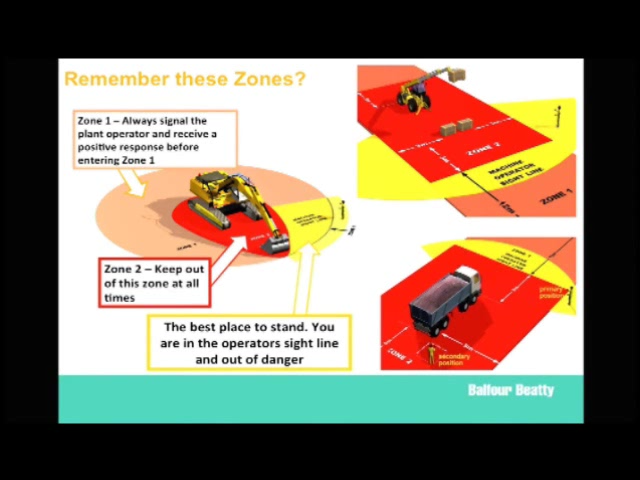 Remember these Zones?
Zone 1 – Always signal the
plant operator and receive a
positive response before
entering Zone 1
Zone 2 – Keep out
of this zone at all
times
The best place to stand. You
are in the operators sight line
and out of danger
ZONE 2
MACHINE
OPERATOR
SIGHT LINE
ZONE 1
primary
position
ZONE 2
secondary
position
Balfour Beatty